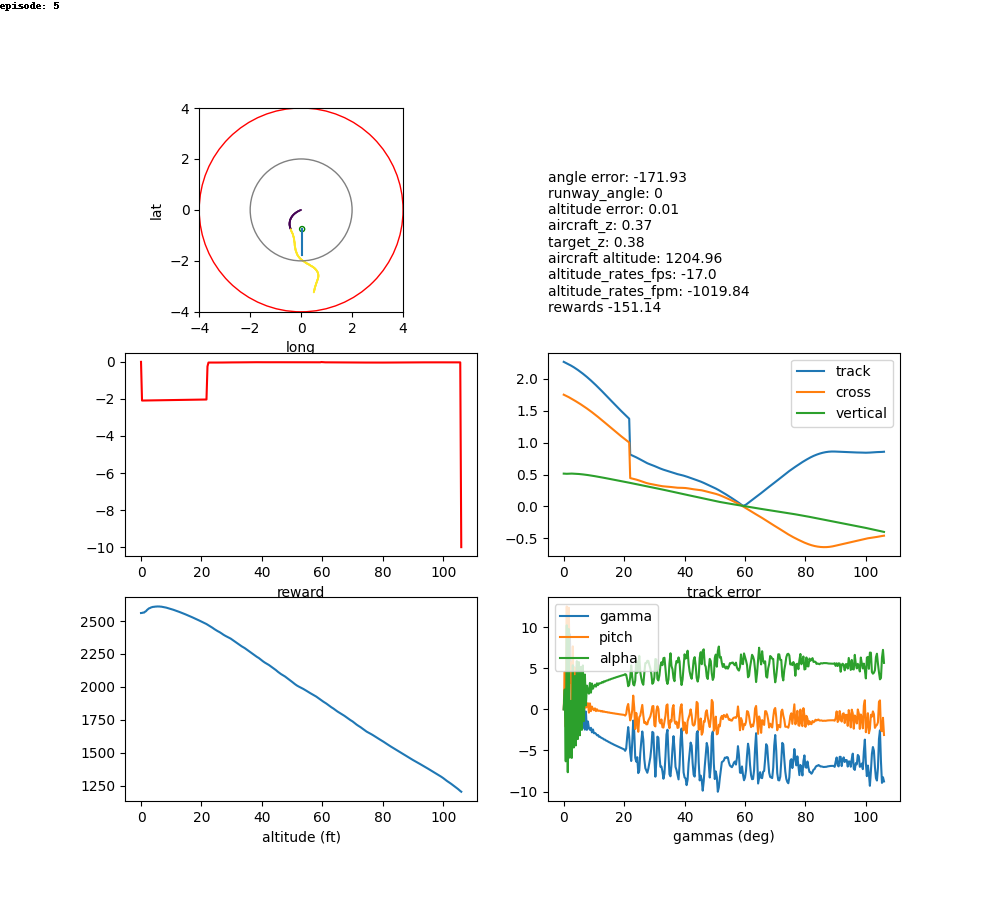 episode: 5
4
2
0
−2
−4
lat
−4 −2 0 2 4
long
angle error: -171.93
runway_angle: 0
altitude error: 0.01
aircraft_z: 0.37
target_z: 0.38
aircraft altitude: 1204.96
altitude_rates_fps: -17.0
altitude_rates_fpm: -1019.84
rewards -151.14
0
−2
−4
−6
−8
−10
0 20 40 60 80 100
reward
2.0
1.5
1.0
0.5
0.0
−0.5
track
cross
vertical
0 20 40 60 80 100
track error
2500
2250
2000
1750
1500
1250
0 20 40 60 80 100
altitude (ft)
10
5
0
−5
−10
gamma
pitch
alpha
0 20 40 60 80 100
gammas (deg)